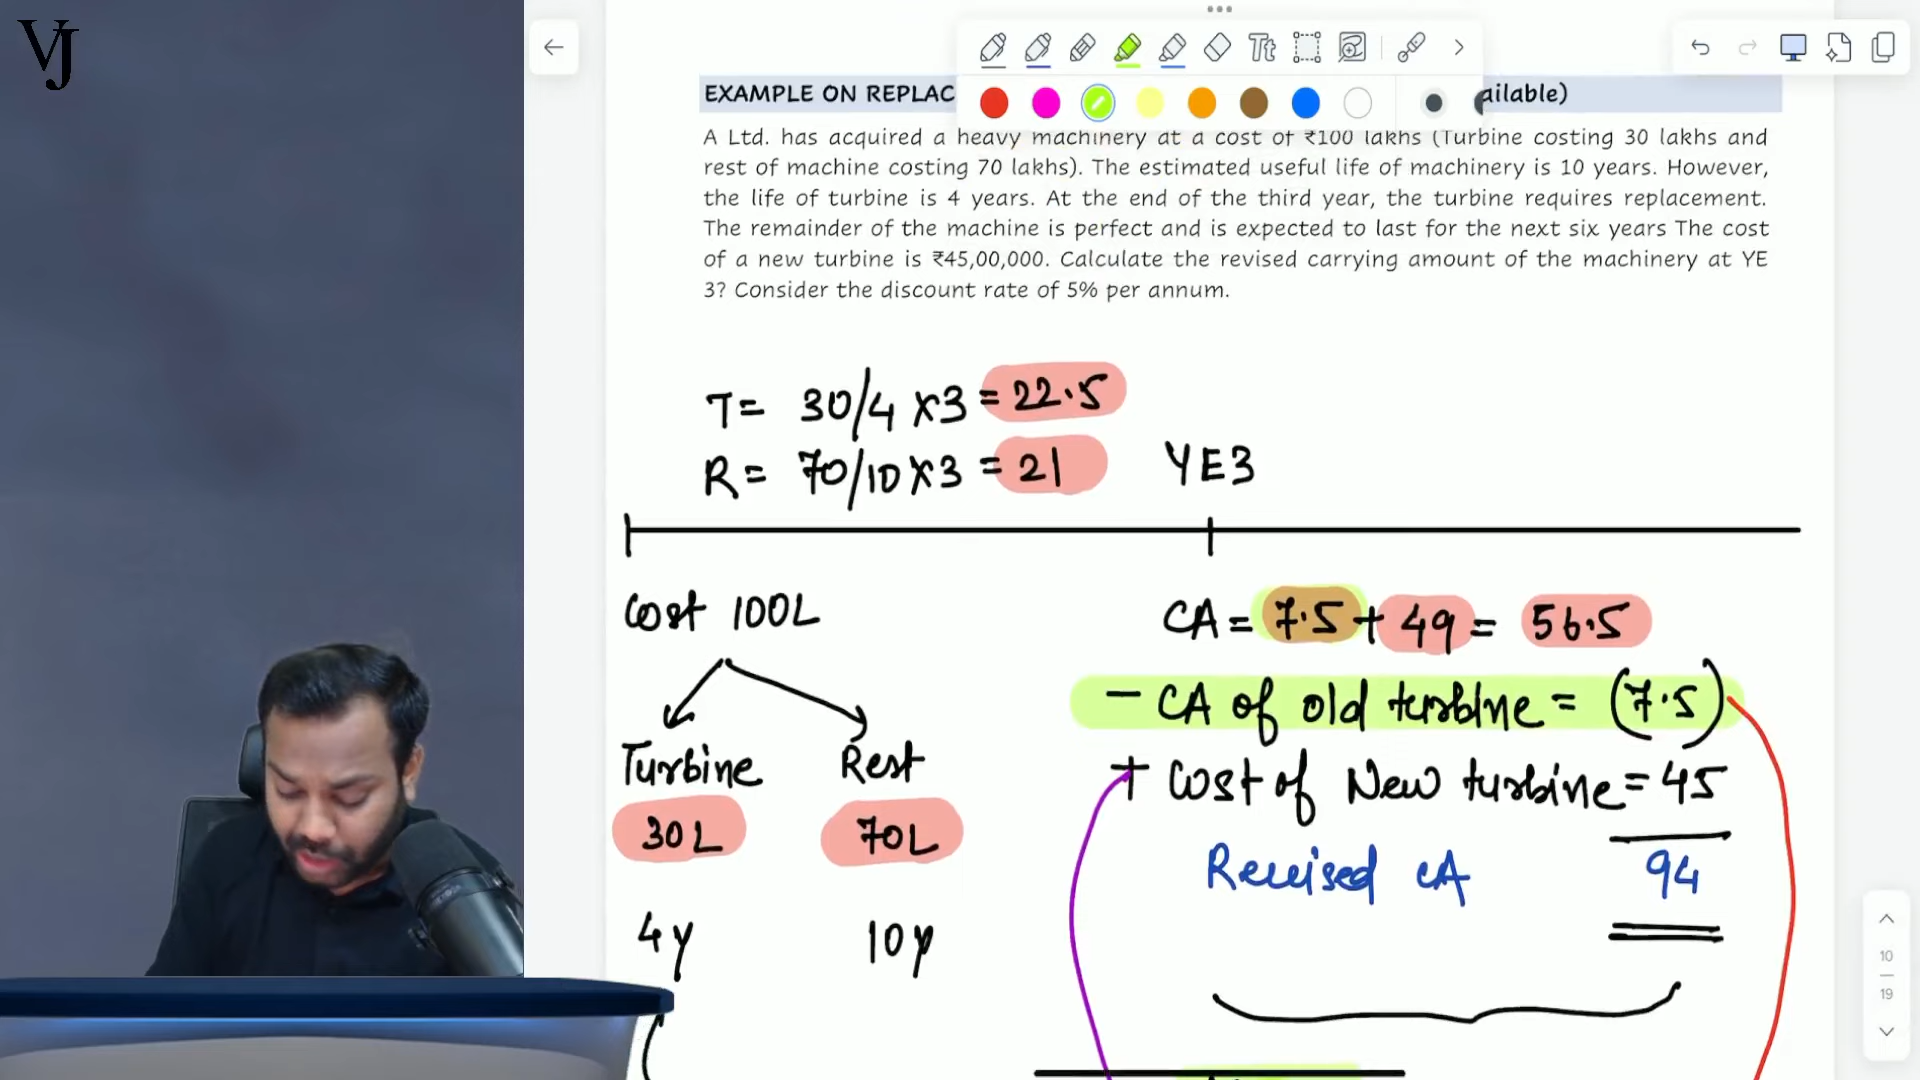 VJ
Tt
EXAMPLE ON REPLAC ailable)
A Ltd. has acquired a heavy machinery at a cost of ₹100 lakhs (Turbine costing 30 lakhs and
rest of machine costing 70 lakhs). The estimated useful life of machinery is 10 years. However,
the life of turbine is 4 years. At the end of the third year, the turbine requires replacement.
The remainder of the machine is perfect and is expected to last for the next six years The cost
of a new turbine is ₹45,00,000. Calculate the revised carrying amount of the machinery at YE
3? Consider the discount rate of 5% per annum.
T = 30/4 x3 = 22.5
R = 70/10 x3 = 21
YE3
Cost 100L
Turbine Rest
30L 70L
4y 10y
CA = 7.5 + 49 = 56.5
- CA of old turbine = (7.5)
+ Cost of New turbine = 45
Revised CA 94
10
19